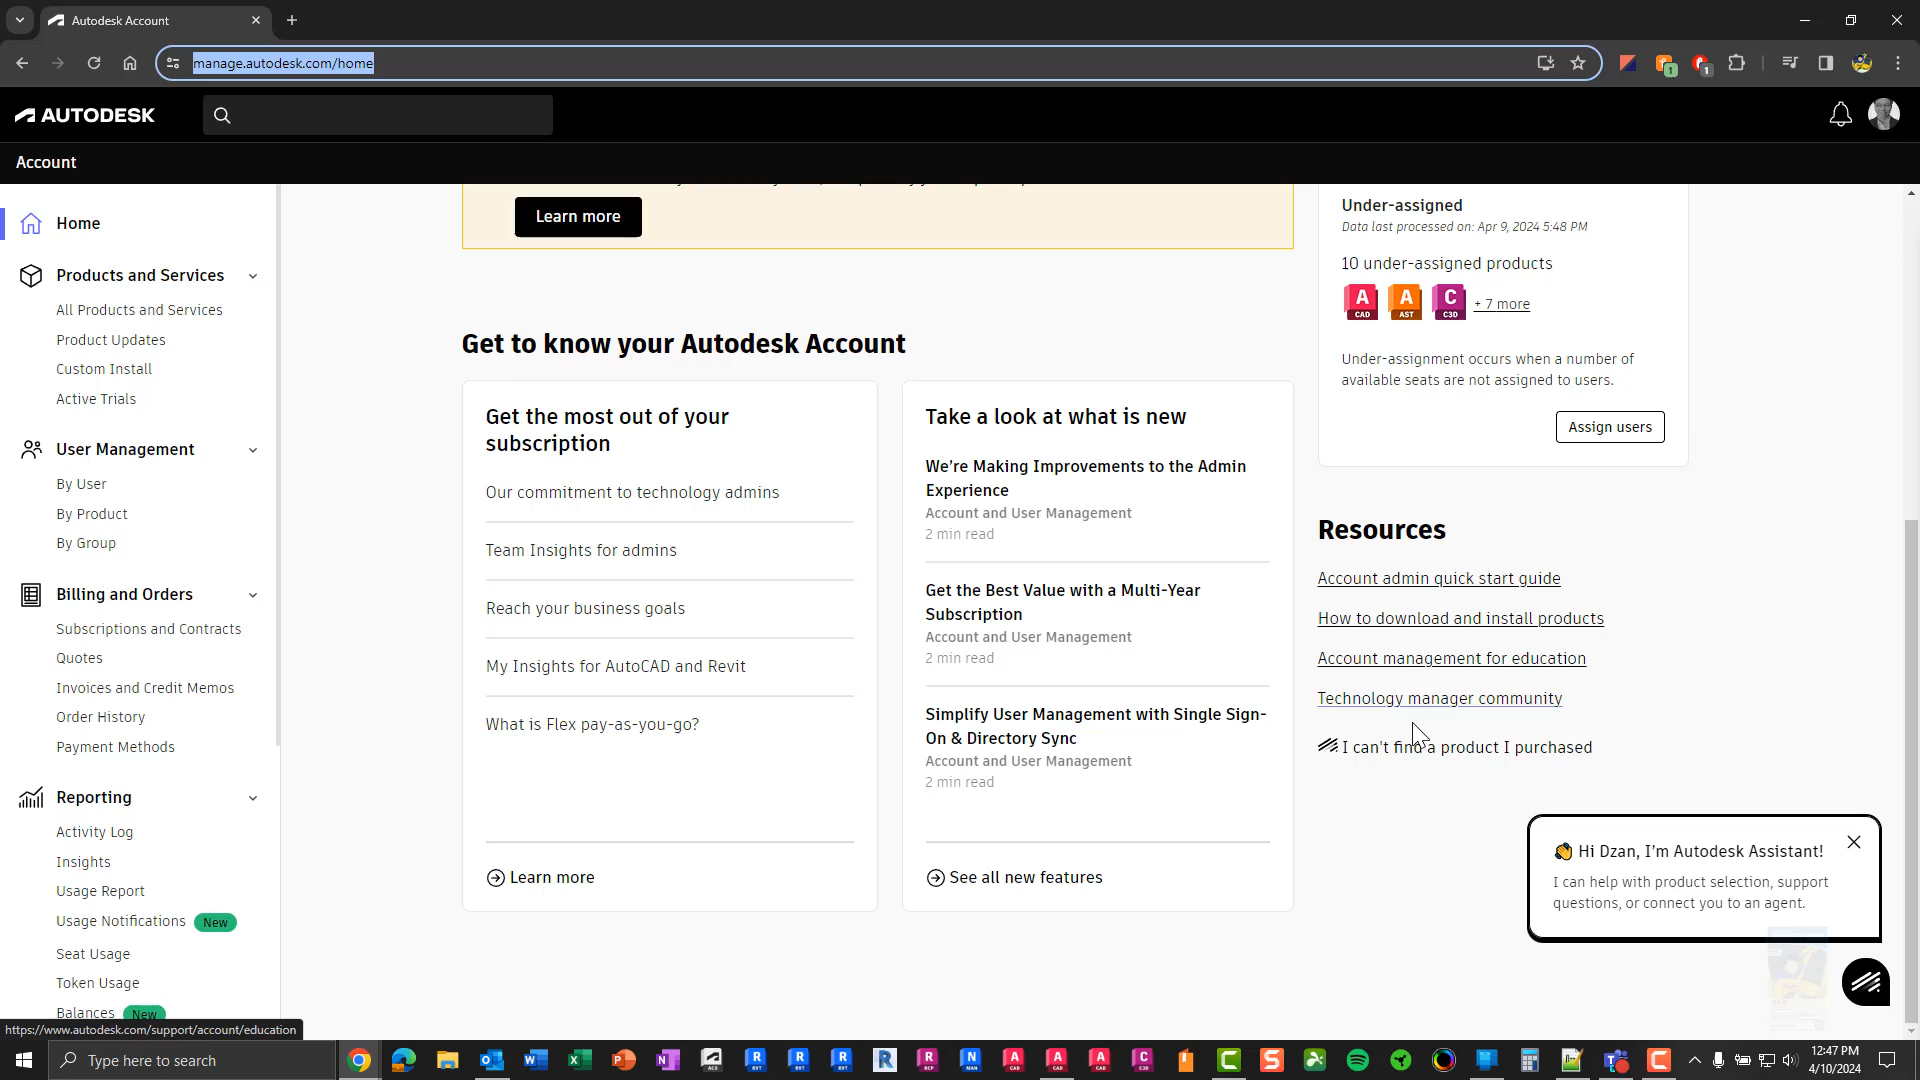 Autodesk Account
manage.autodesk.com/home
1
1
AUTODESK
Account
Home
Products and Services
All Products and Services
Product Updates
Custom Install
Active Trials
User Management
By User
By Product
By Group
Billing and Orders
Subscriptions and Contracts
Quotes
Invoices and Credit Memos
Order History
Payment Methods
Reporting
Activity Log
Insights
Usage Report
Usage Notifications New
Seat Usage
Token Usage
Balances New
https://www.autodesk.com/support/account/education
Learn more
Get to know your Autodesk Account
Get the most out of your
subscription
Our commitment to technology admins
Team Insights for admins
Reach your business goals
My Insights for AutoCAD and Revit
What is Flex pay-as-you-go?
Learn more
Take a look at what is new
We’re Making Improvements to the Admin
Experience
Account and User Management
2 min read
Get the Best Value with a Multi-Year
Subscription
Account and User Management
2 min read
Simplify User Management with Single Sign-
On & Directory Sync
Account and User Management
2 min read
See all new features
Under-assigned
Data last processed on: Apr 9, 2024 5:48 PM
10 under-assigned products
A CAD A AST C C3D + 7 more
Under-assignment occurs when a number of
available seats are not assigned to users.
Assign users
Resources
Account admin quick start guide
How to download and install products
Account management for education
Technology manager community
I can't find a product I purchased
Hi Dzan, I’m Autodesk Assistant!
I can help with product selection, support
questions, or connect you to an agent.
Type here to search
12:47 PM
4/10/2024